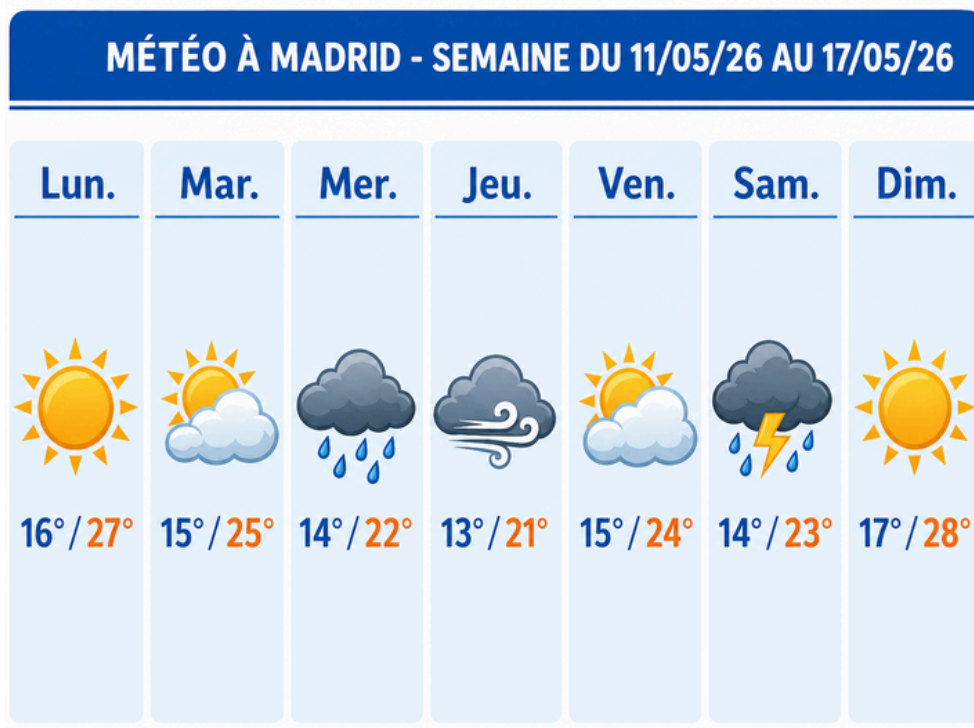 MÉTÉO À MADRID - SEMAINE DU 11/05/26 AU 17/05/26
Lun. Mar. Mer. Jeu. Ven. Sam. Dim.
16°/27° 15°/25° 14°/22° 13°/21° 15°/24° 14°/23° 17°/28°